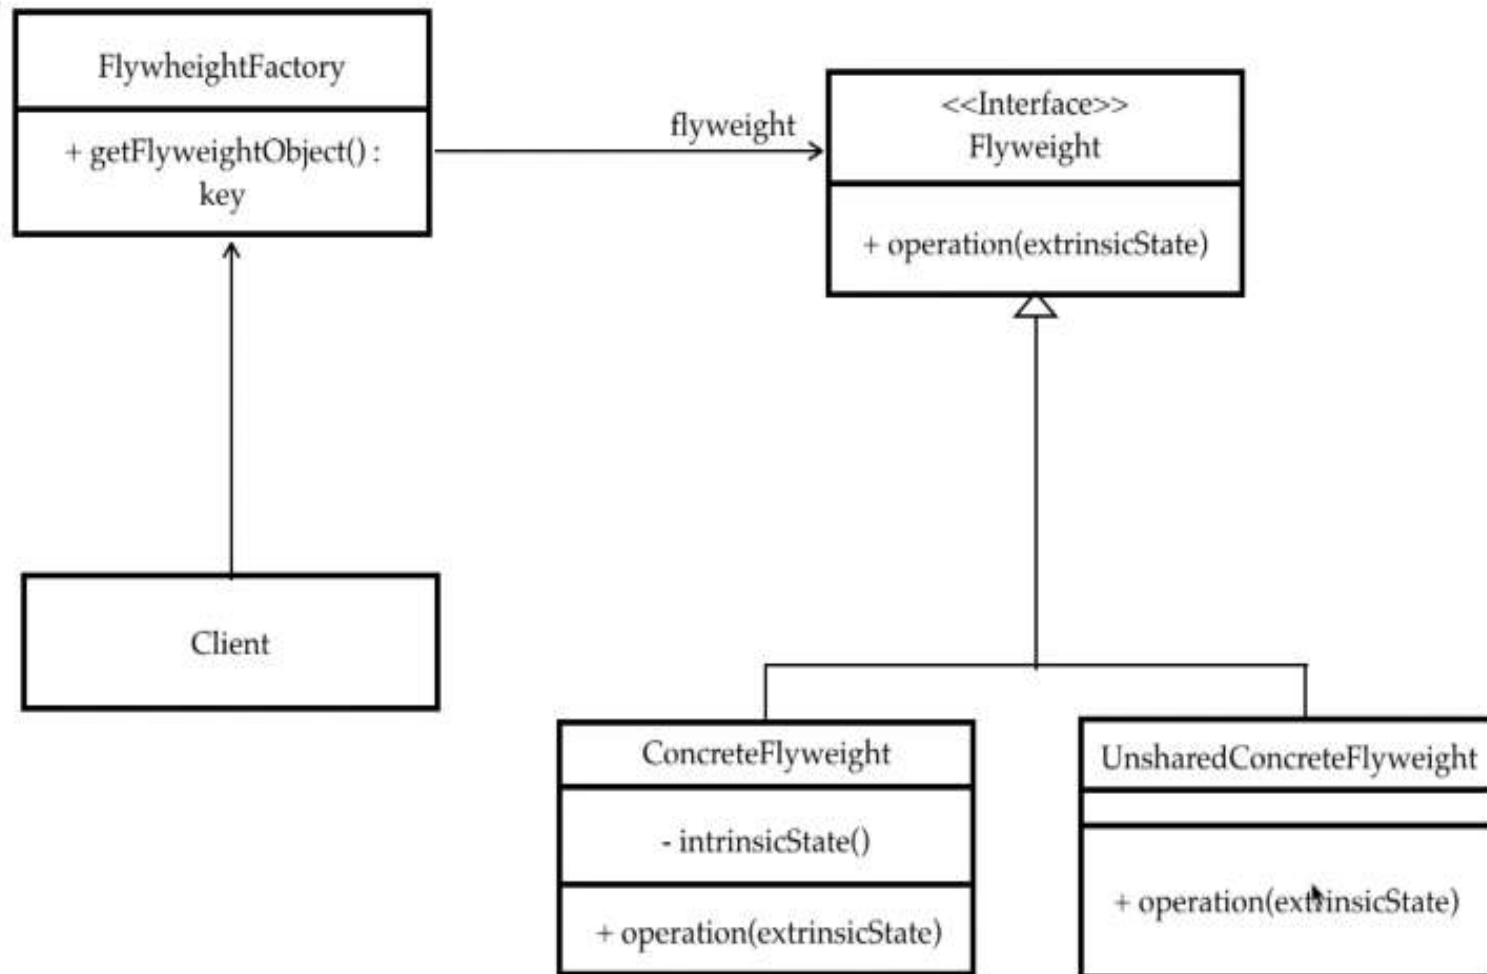 FlywheightFactory
+ getFlyweightObject() :
key
flyweight
<<Interface>>
Flyweight
+ operation(extrinsicState)
Client
ConcreteFlyweight
- intrinsicState()
+ operation(extrinsicState)
UnsharedConcreteFlyweight
+ operation(extrinsicState)